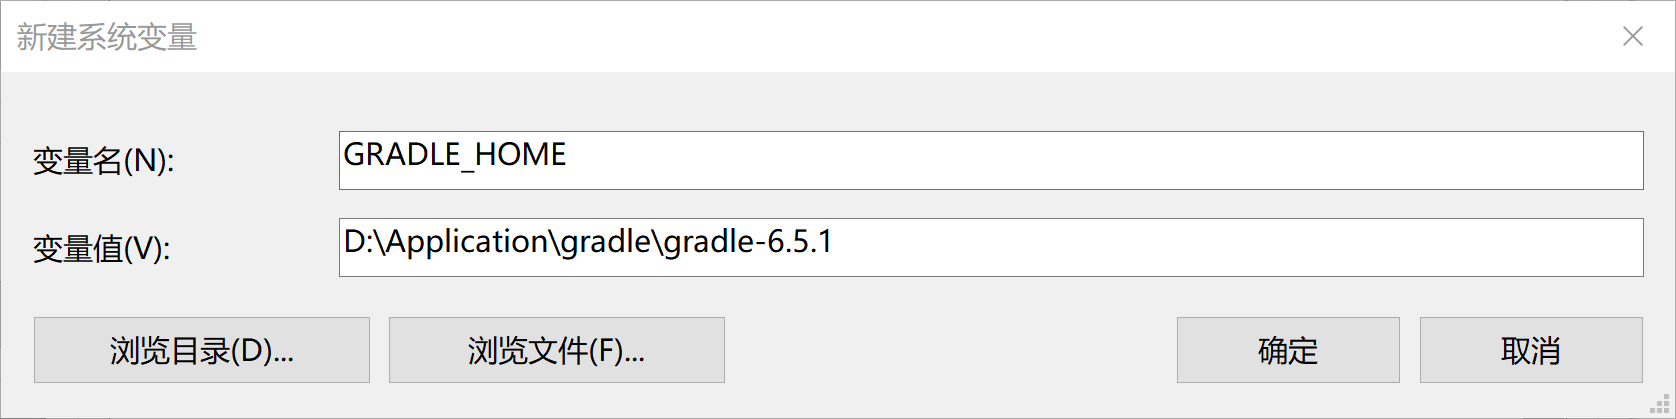 新建系统变量
变量名(N):
GRADLE_HOME
变量值(V):
D:\Application\gradle\gradle-6.5.1
浏览目录(D)...
浏览文件(F)...
确定
取消